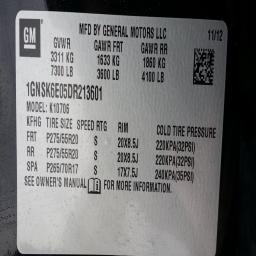 GM
MFD BY GENERAL MOTORS LLC 11/12
GVWR GAWR FRT GAWR RR
3311 KG 1633 KG 1860 KG
7300 LB 3600 LB 4100 LB
1GNSK6E05DR213601
MODEL: K10706
KFHG TIRE SIZE SPEED RTG RIM COLD TIRE PRESSURE
FRT P275/55R20 S 20X8.5J 220KPA(32PSI)
RR P275/55R20 S 20X8.5J 220KPA(32PSI)
SPA P265/70R17 S 17X7.5J 240KPA(35PSI)
SEE OWNER'S MANUAL FOR MORE INFORMATION